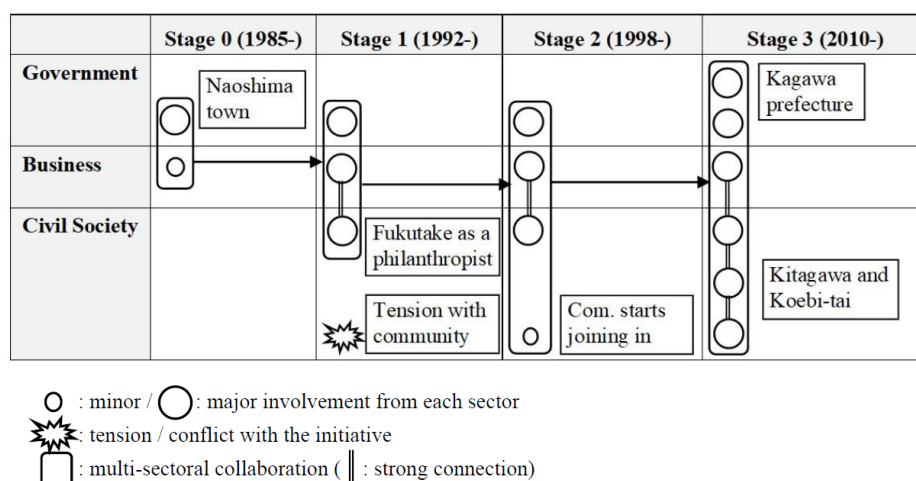 Stage 0 (1985-) Stage 1 (1992-) Stage 2 (1998-) Stage 3 (2010-)
Government
Naoshima
town
Kagawa
prefecture
Business
Civil Society
Fukutake as a
philanthropist
Kitagawa and
Koebi-tai
Tension with
community
Com. starts
joining in
: minor / : major involvement from each sector
: tension / conflict with the initiative
: multi-sectoral collaboration ( : strong connection)